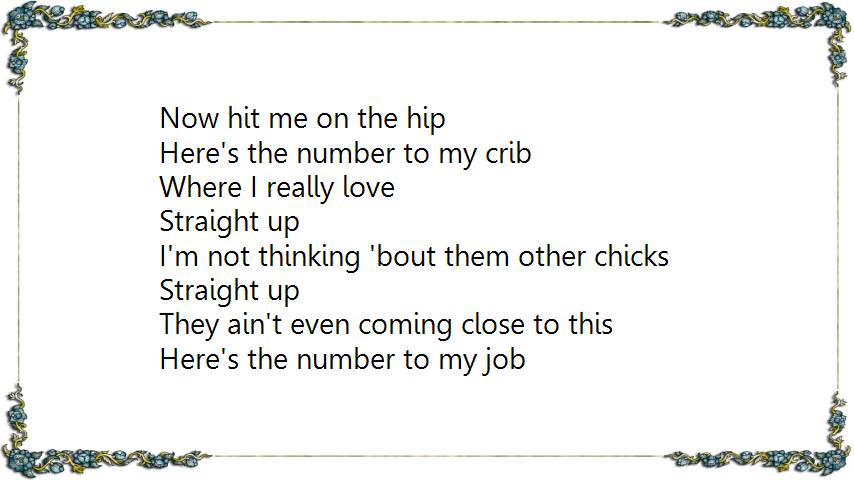 Now hit me on the hip
Here's the number to my crib
Where I really love
Straight up
I'm not thinking 'bout them other chicks
Straight up
They ain't even coming close to this
Here's the number to my job